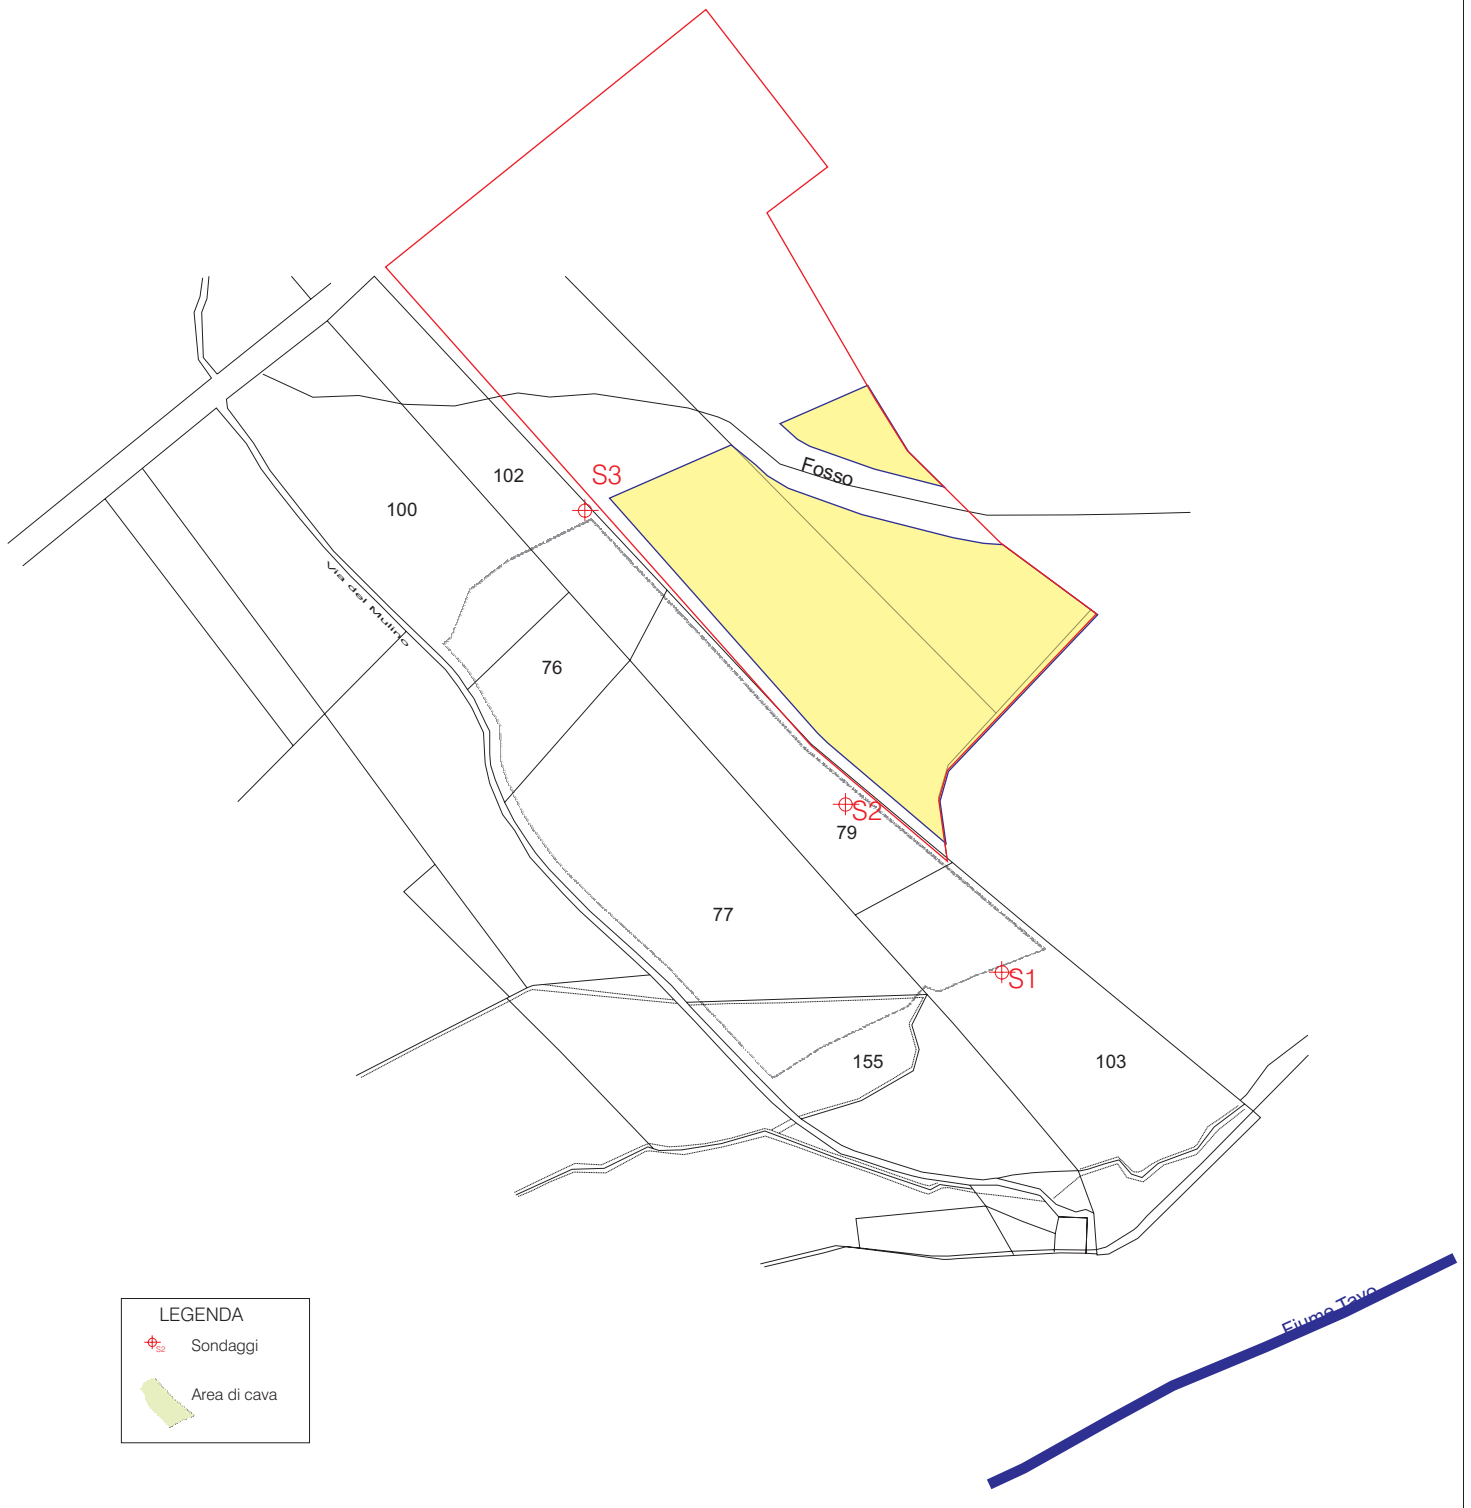 S3
102
Fosso
100
Via del Mulino
76
S2
79
77
S1
155
103
Fiume Tavo
LEGENDA
S2
Sondaggi
Area di cava